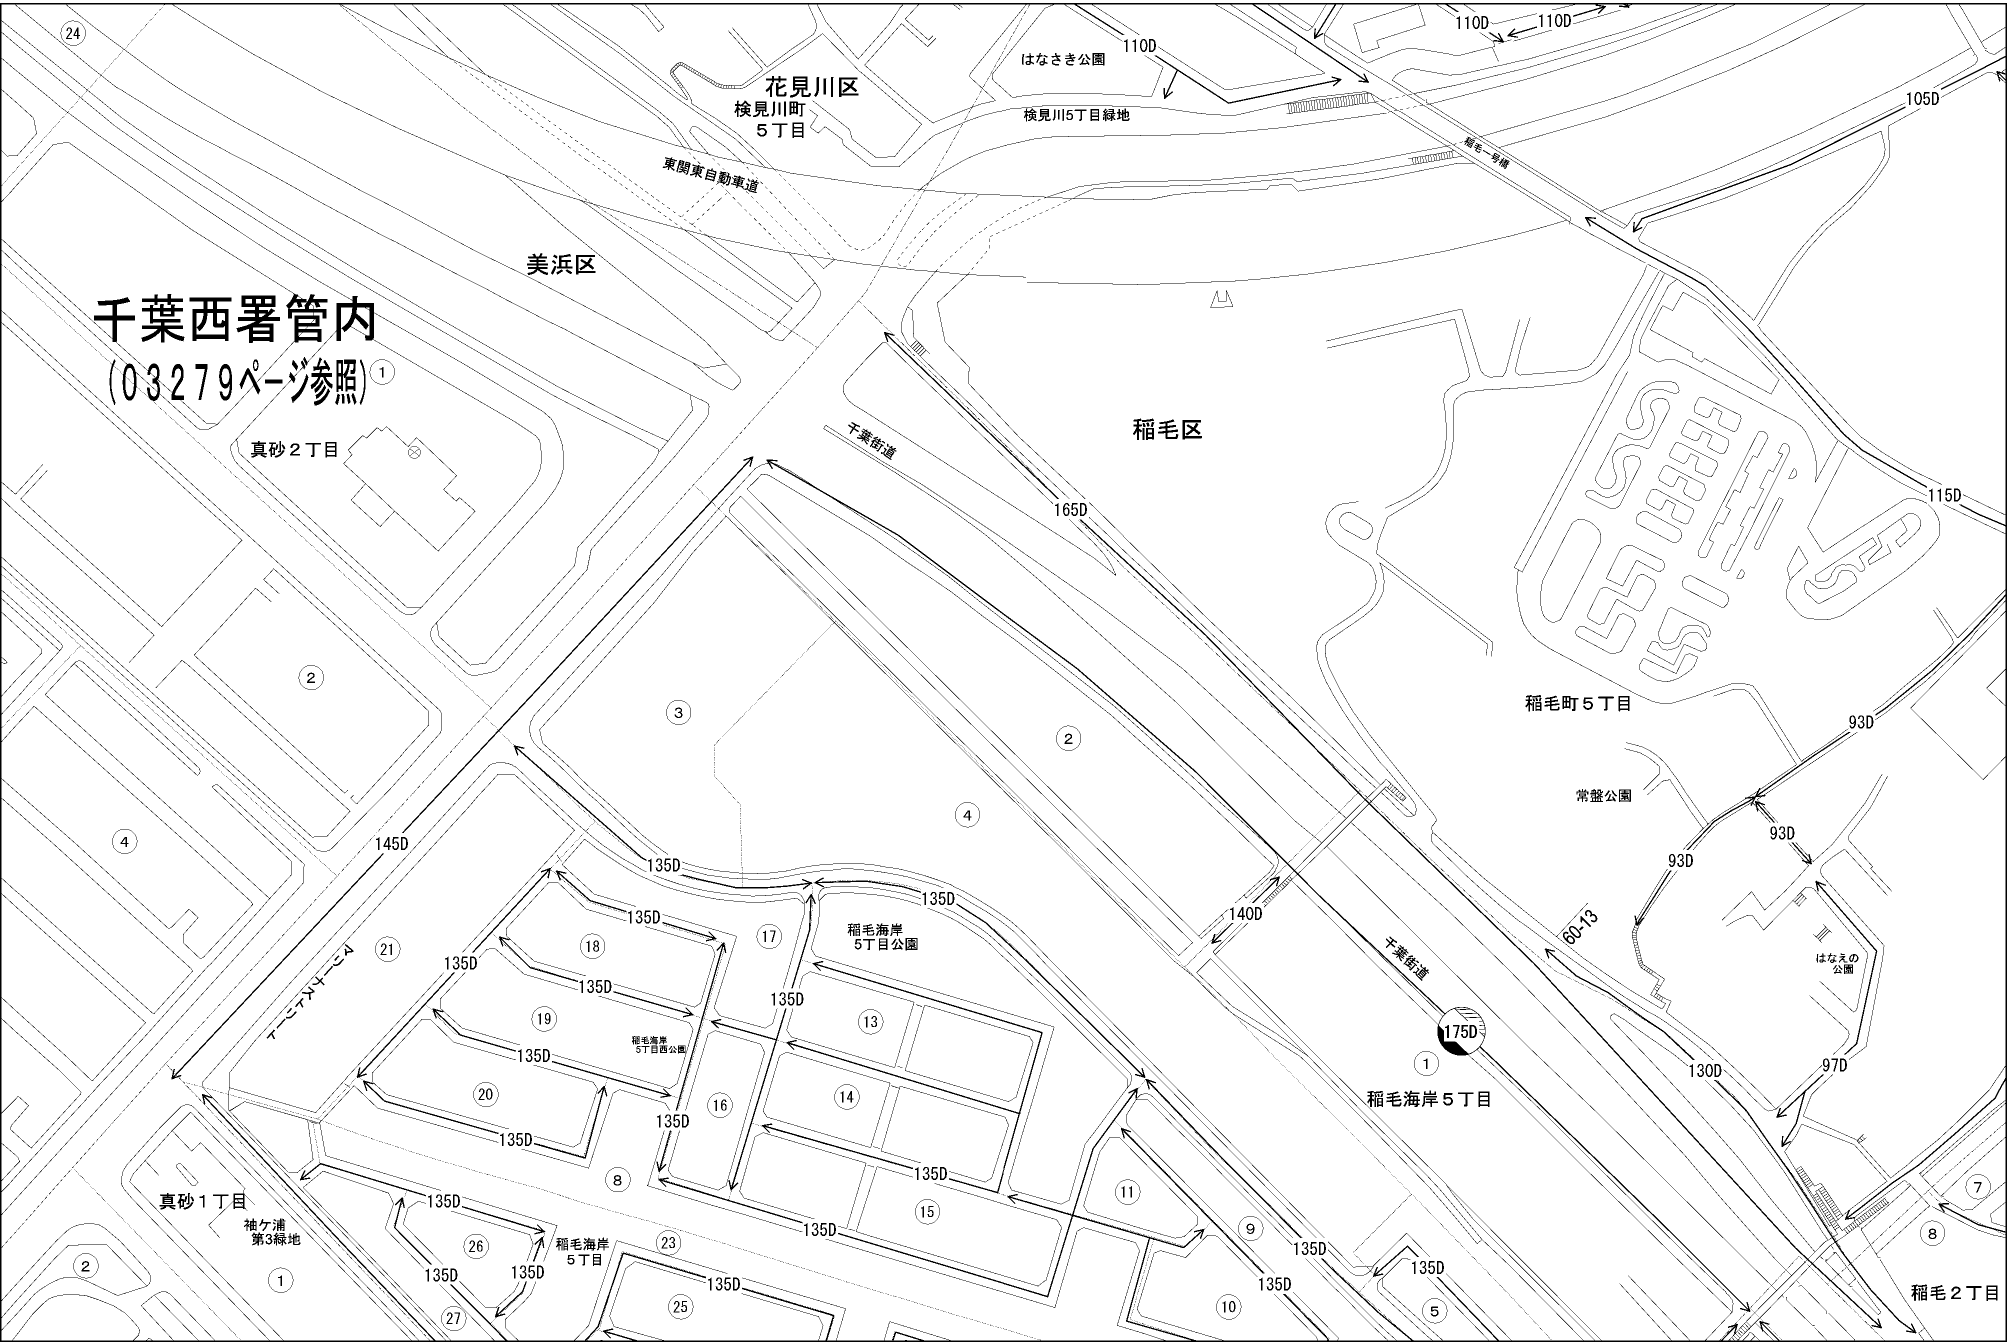 24
110D
110D
110D
はなさき公園
花見川区
検見川町
5丁目
検見川5丁目緑地
105D
稲毛一号橋
東関東自動車道
美浜区
千葉西署管内
(03279ページ参照)
1
真砂2丁目
千葉街道
稲毛区
165D
115D
2
3
2
稲毛町5丁目
93D
常盤公園
93D
93D
4
4
145D
135D
135D
140D
60-13
21
マリーナストリート
135D
135D
18
17
稲毛海岸
5丁目公園
千葉街道
はなえの
公園
135D
135D
19
13
稲毛海岸
5丁目西公園
135D
175D
1
130D
97D
20
16
14
稲毛海岸5丁目
135D
135D
8
135D
11
真砂1丁目
135D
15
袖ケ浦
第3緑地
26
稲毛海岸
5丁目
23
135D
9
7
8
2
1
135D
135D
135D
25
135D
135D
135D
27
10
5
稲毛2丁目